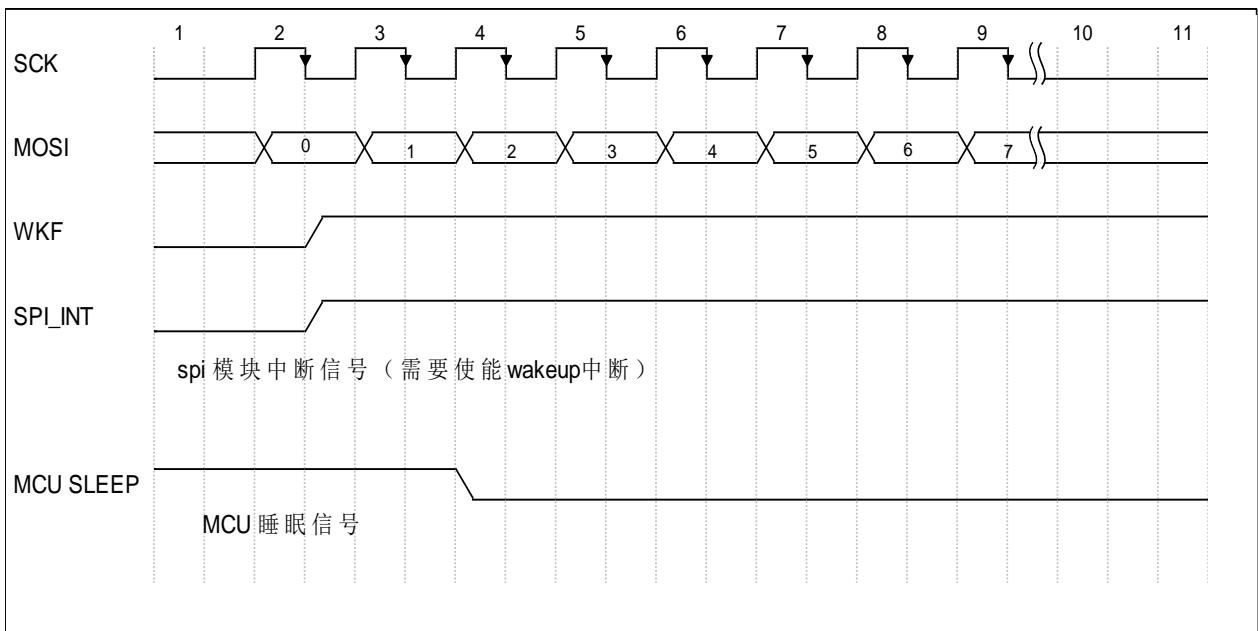 1 2 3 4 5 6 7 8 9 10 11
SCK
MOSI 0 1 2 3 4 5 6 7
WKF
SPI_INT
spi 模块中断信号（需要使能wakeup中断）
MCU SLEEP
MCU 睡眠信号